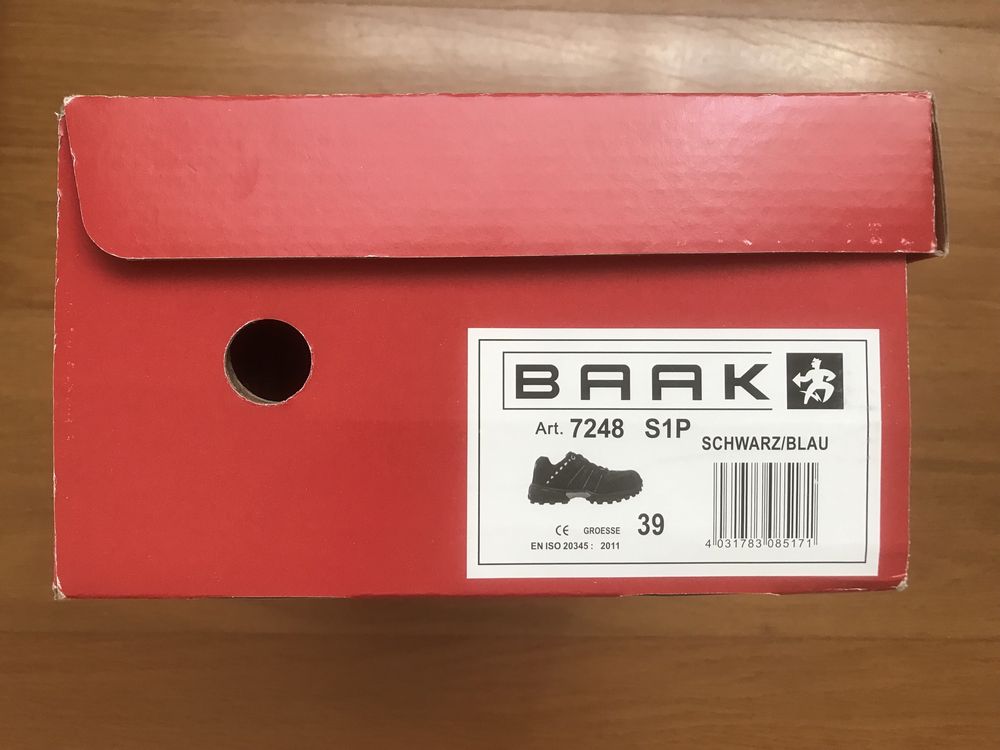 BAAK
Art. 7248 S1P
SCHWARZ/BLAU
CE GROESSE 39
EN ISO 20345: 2011
4 031783 085171